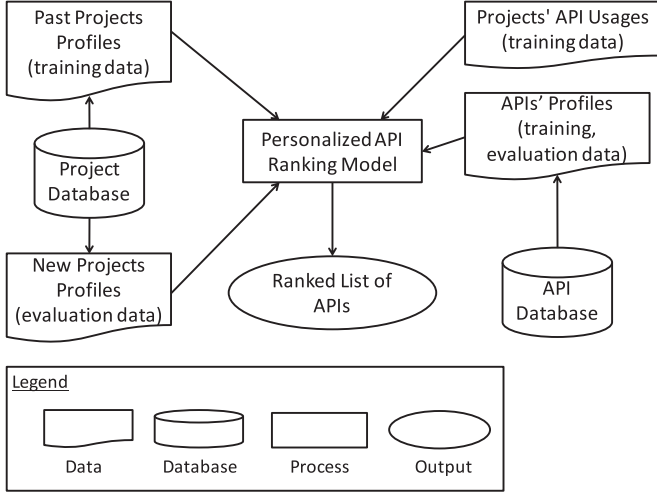 Past Projects
Profiles
(training data)
Projects' API Usages
(training data)
APIs’ Profiles
(training,
evaluation data)
Personalized API
Ranking Model
Project
Database
New Projects
Profiles
(evaluation data)
Ranked List of
APIs
API
Database
Legend
Data
Database
Process
Output